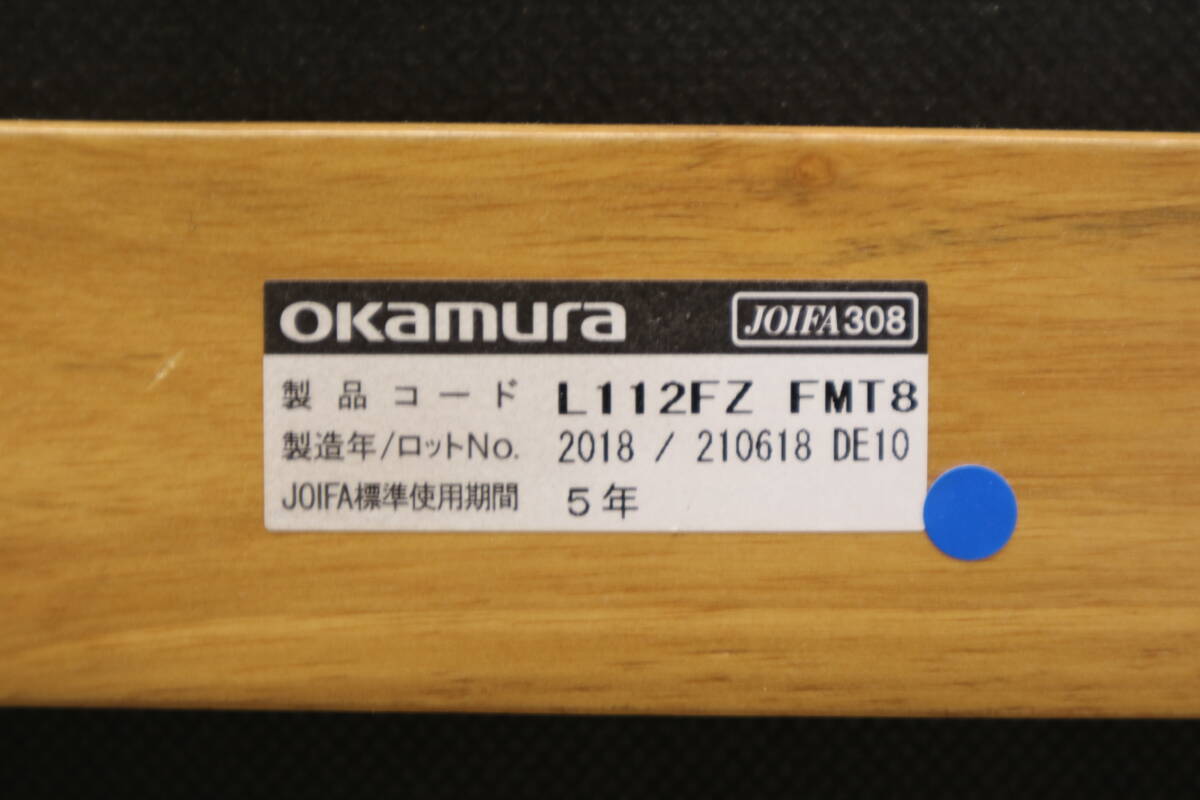 okamura JOIFA308
製品コード L112FZ FMT8
製造年/ロットNo. 2018 / 210618 DE10
JOIFA標準使用期間 5年